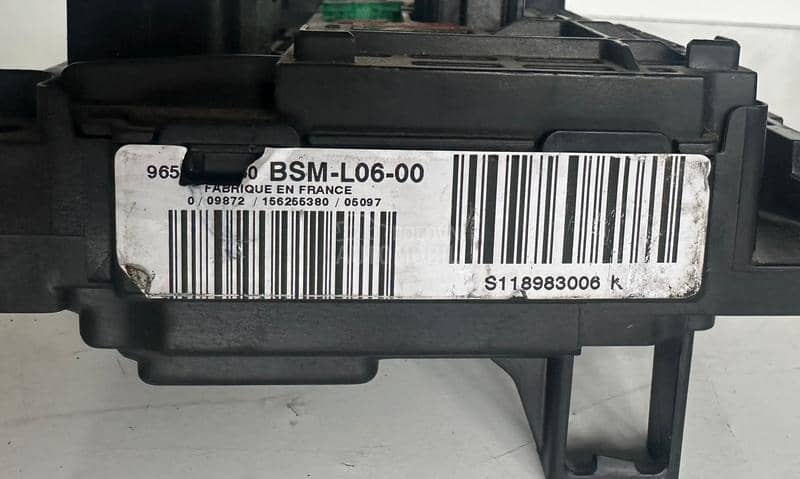 BSM-L06-00
FABRIQUE EN FRANCE
0/09872/156255380/05097
S118983006 K